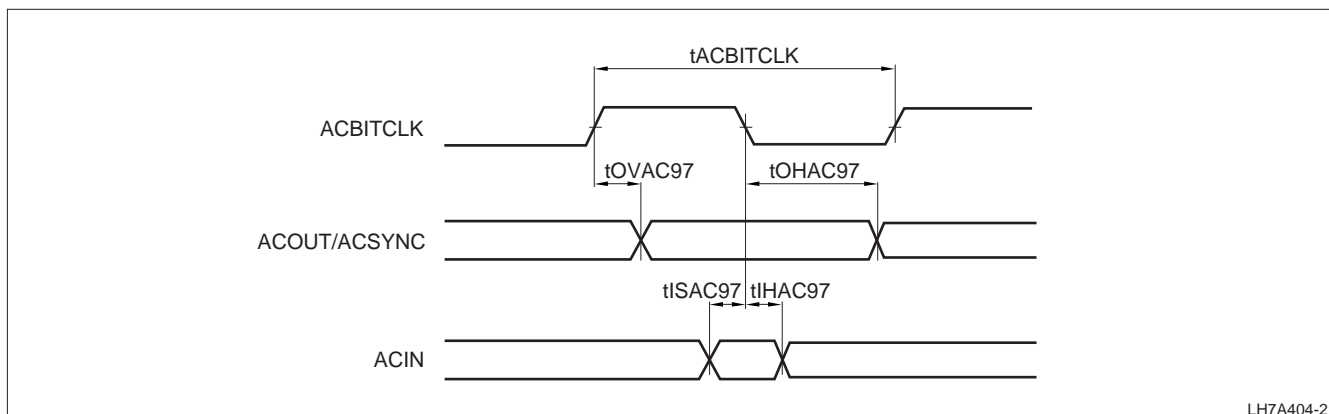 tACBITCLK
ACBITCLK
tOVAC97
tOHAC97
ACOUT/ACSYNC
tISAC97
tIHAC97
ACIN
LH7A404-2